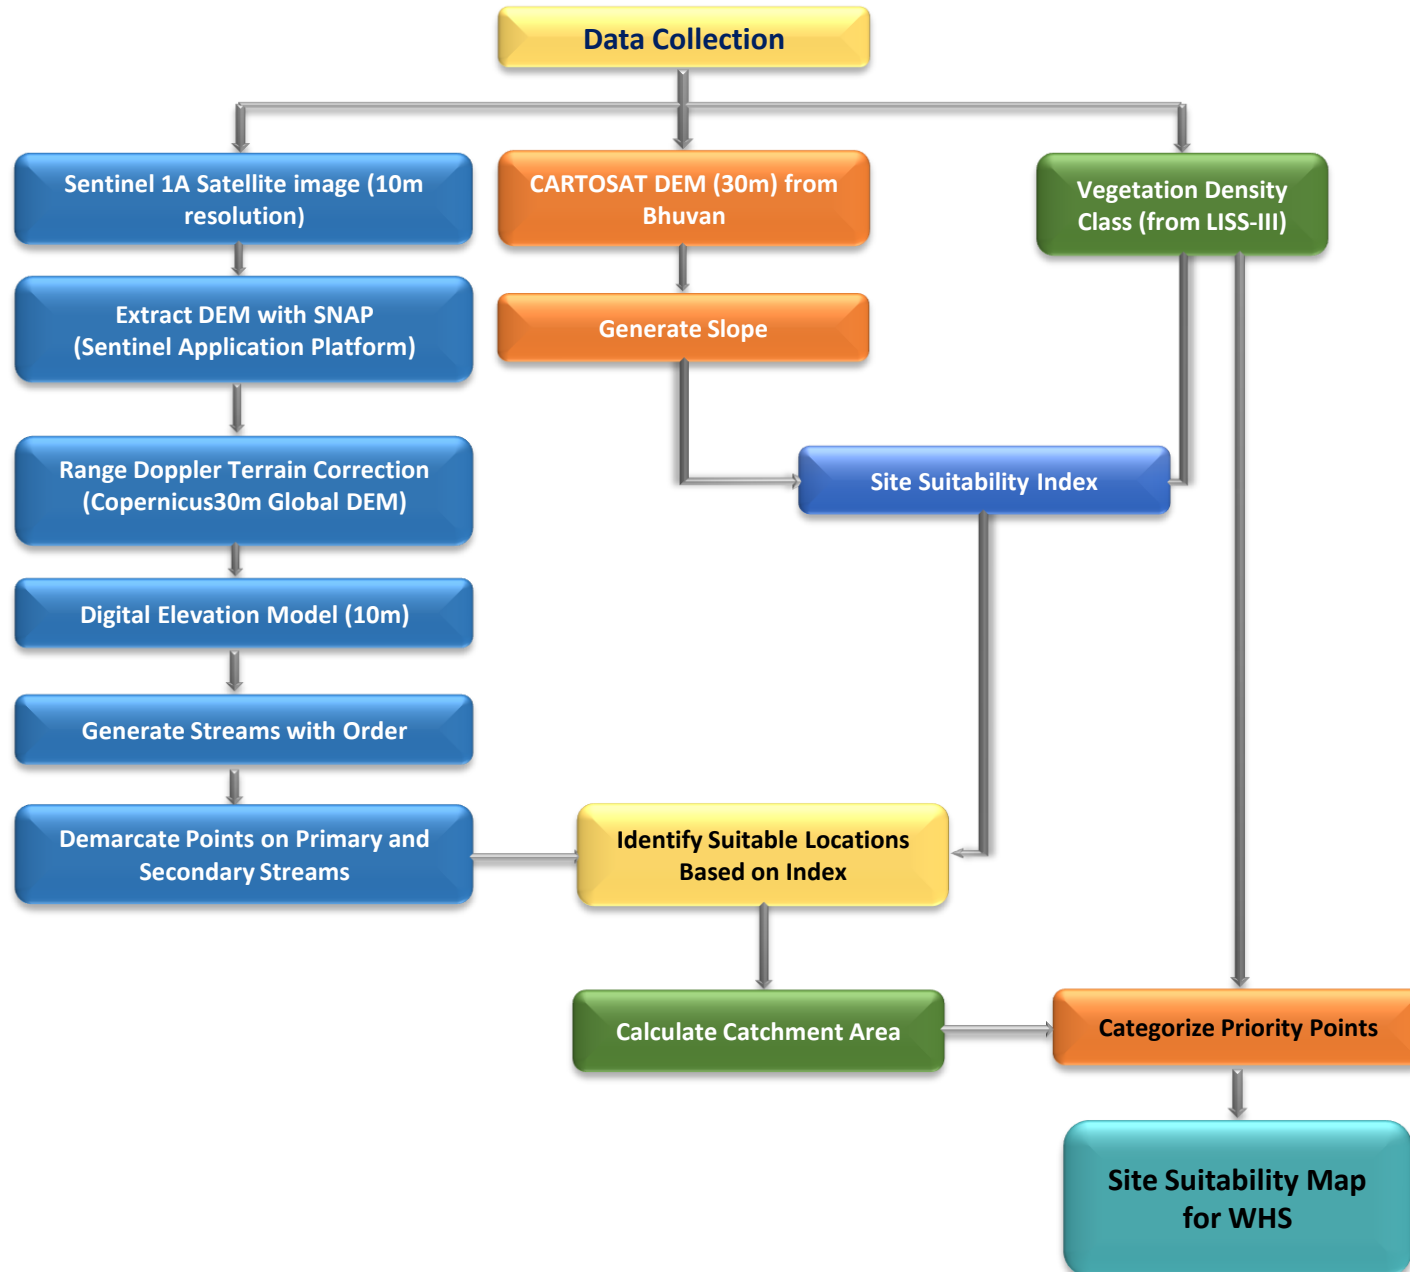 Data Collection
Sentinel 1A Satellite image (10m
resolution)
CARTOSAT DEM (30m) from
Bhuvan
Vegetation Density
Class (from LISS-III)
Extract DEM with SNAP
(Sentinel Application Platform)
Generate Slope
Range Doppler Terrain Correction
(Copernicus30m Global DEM)
Site Suitability Index
Digital Elevation Model (10m)
Generate Streams with Order
Demarcate Points on Primary and
Secondary Streams
Identify Suitable Locations
Based on Index
Calculate Catchment Area
Categorize Priority Points
Site Suitability Map
for WHS